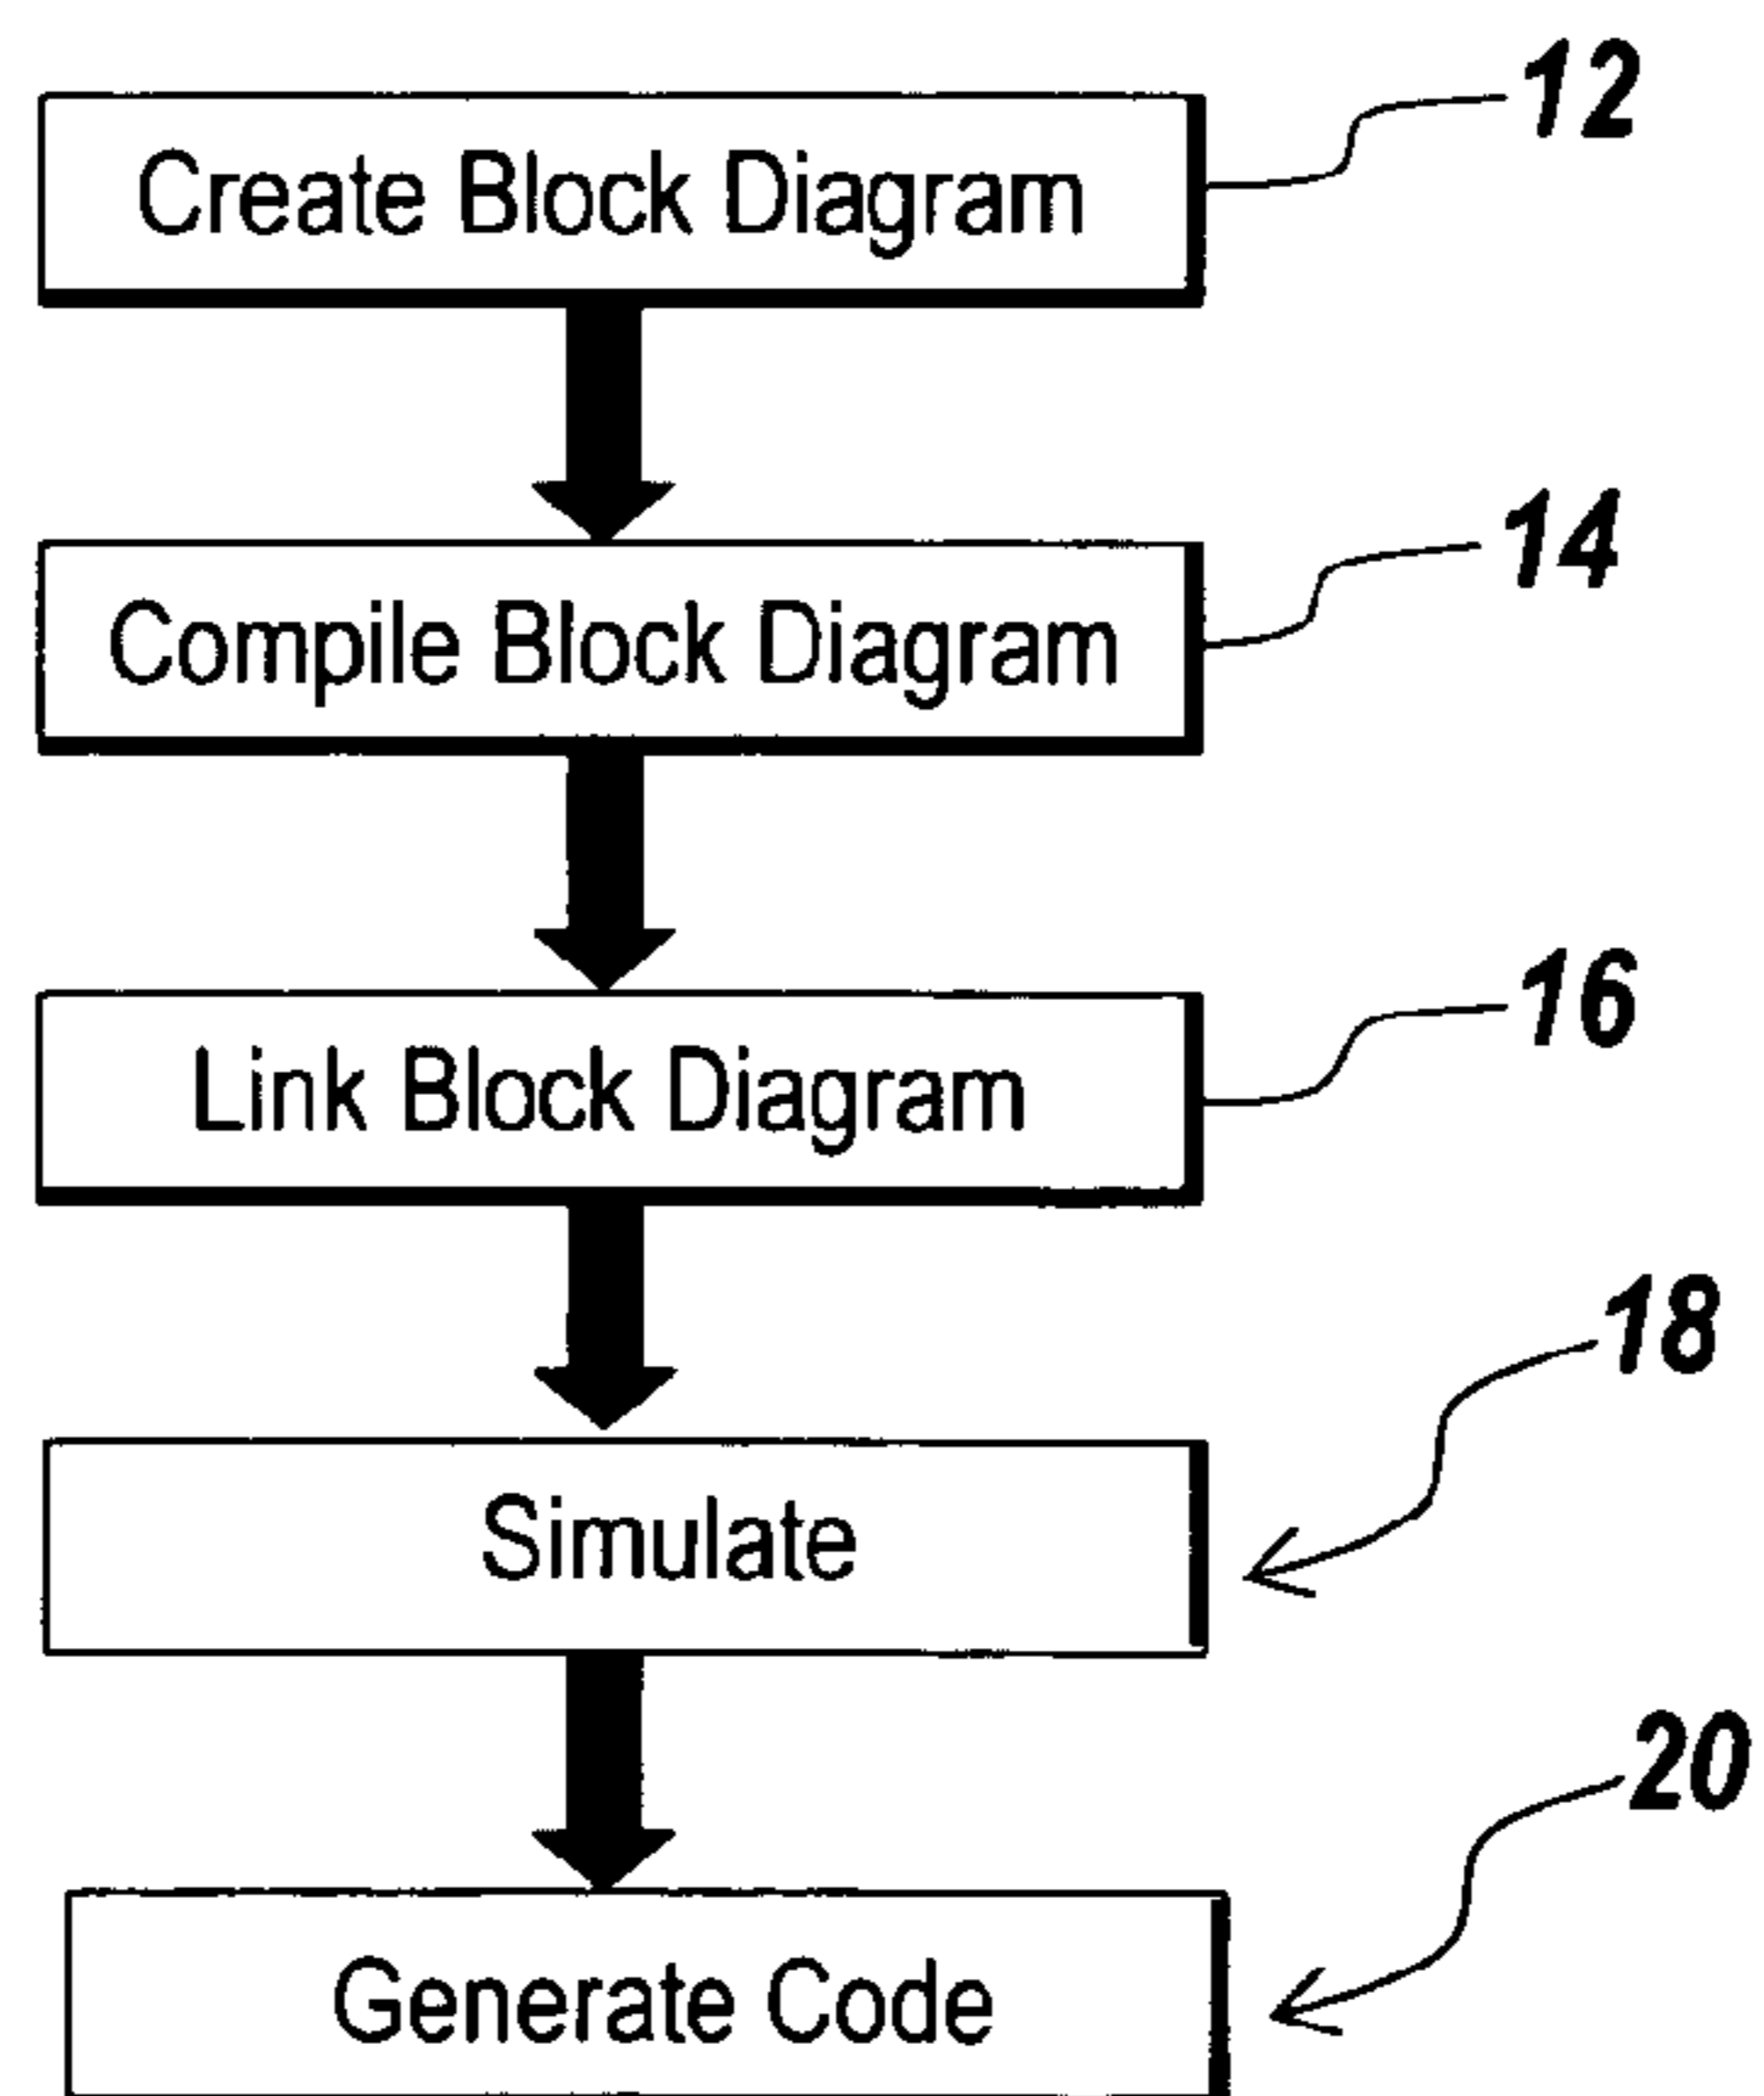 12
Create Block Diagram
14
Compile Block Diagram
16
Link Block Diagram
18
Simulate
20
Generate Code